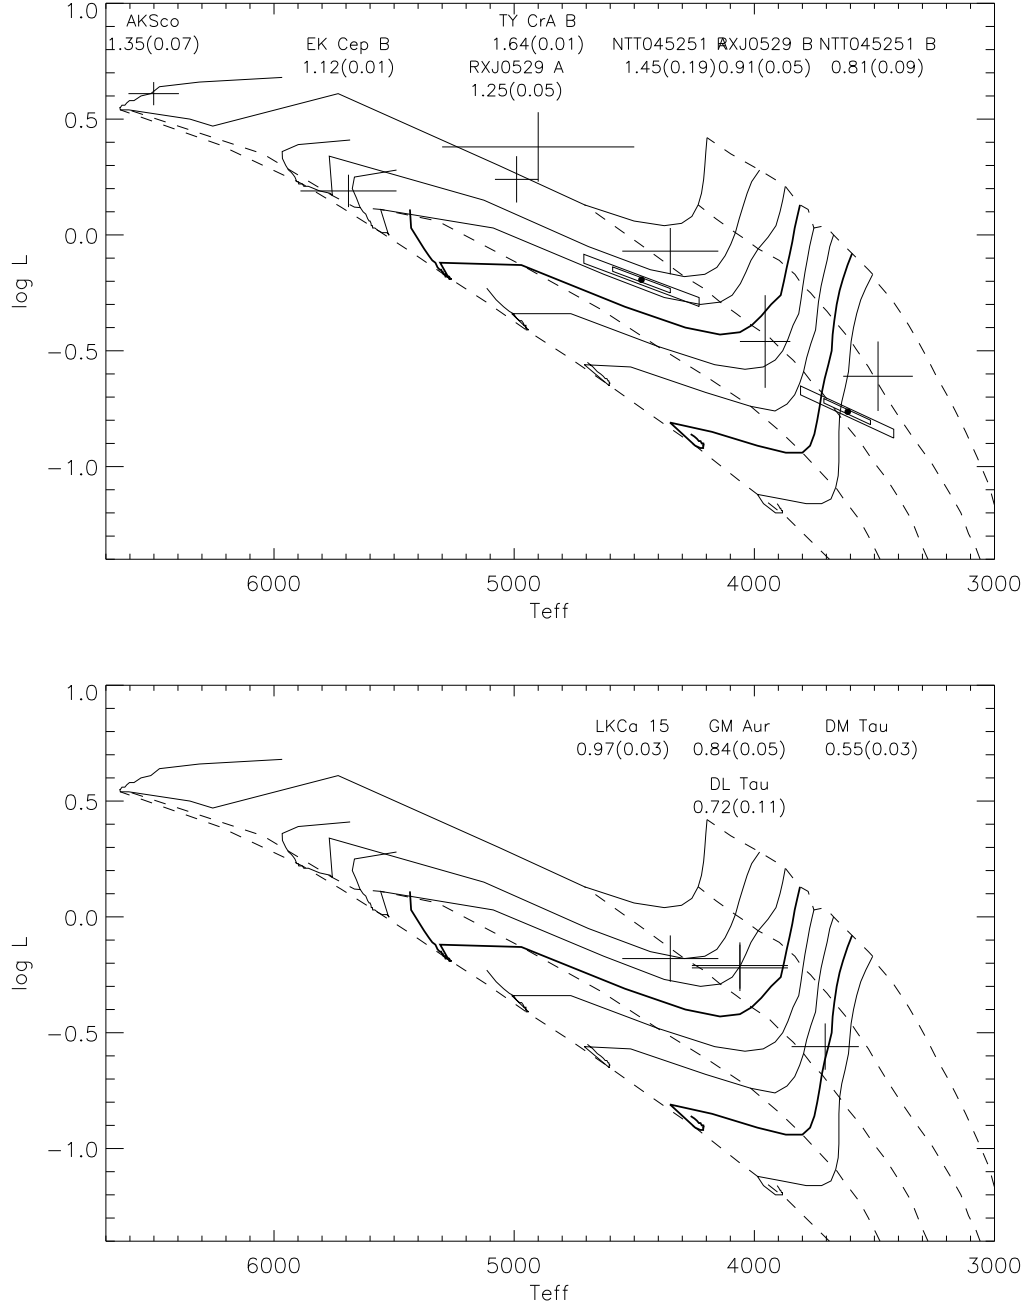 1.0
AKSco
1.35(0.07)
EK Cep B
1.12(0.01)
TY CrA B
1.64(0.01)
RXJ0529 A
1.25(0.05)
NTT045251 A
1.45(0.19)
RXJ0529 B
0.91(0.05)
NTT045251 B
0.81(0.09)
0.5
0.0
−0.5
−1.0
log L
6000
5000
4000
3000
Teff
1.0
LKCa 15
0.97(0.03)
GM Aur
0.84(0.05)
DM Tau
0.55(0.03)
DL Tau
0.72(0.11)
0.5
0.0
−0.5
−1.0
log L
6000
5000
4000
3000
Teff